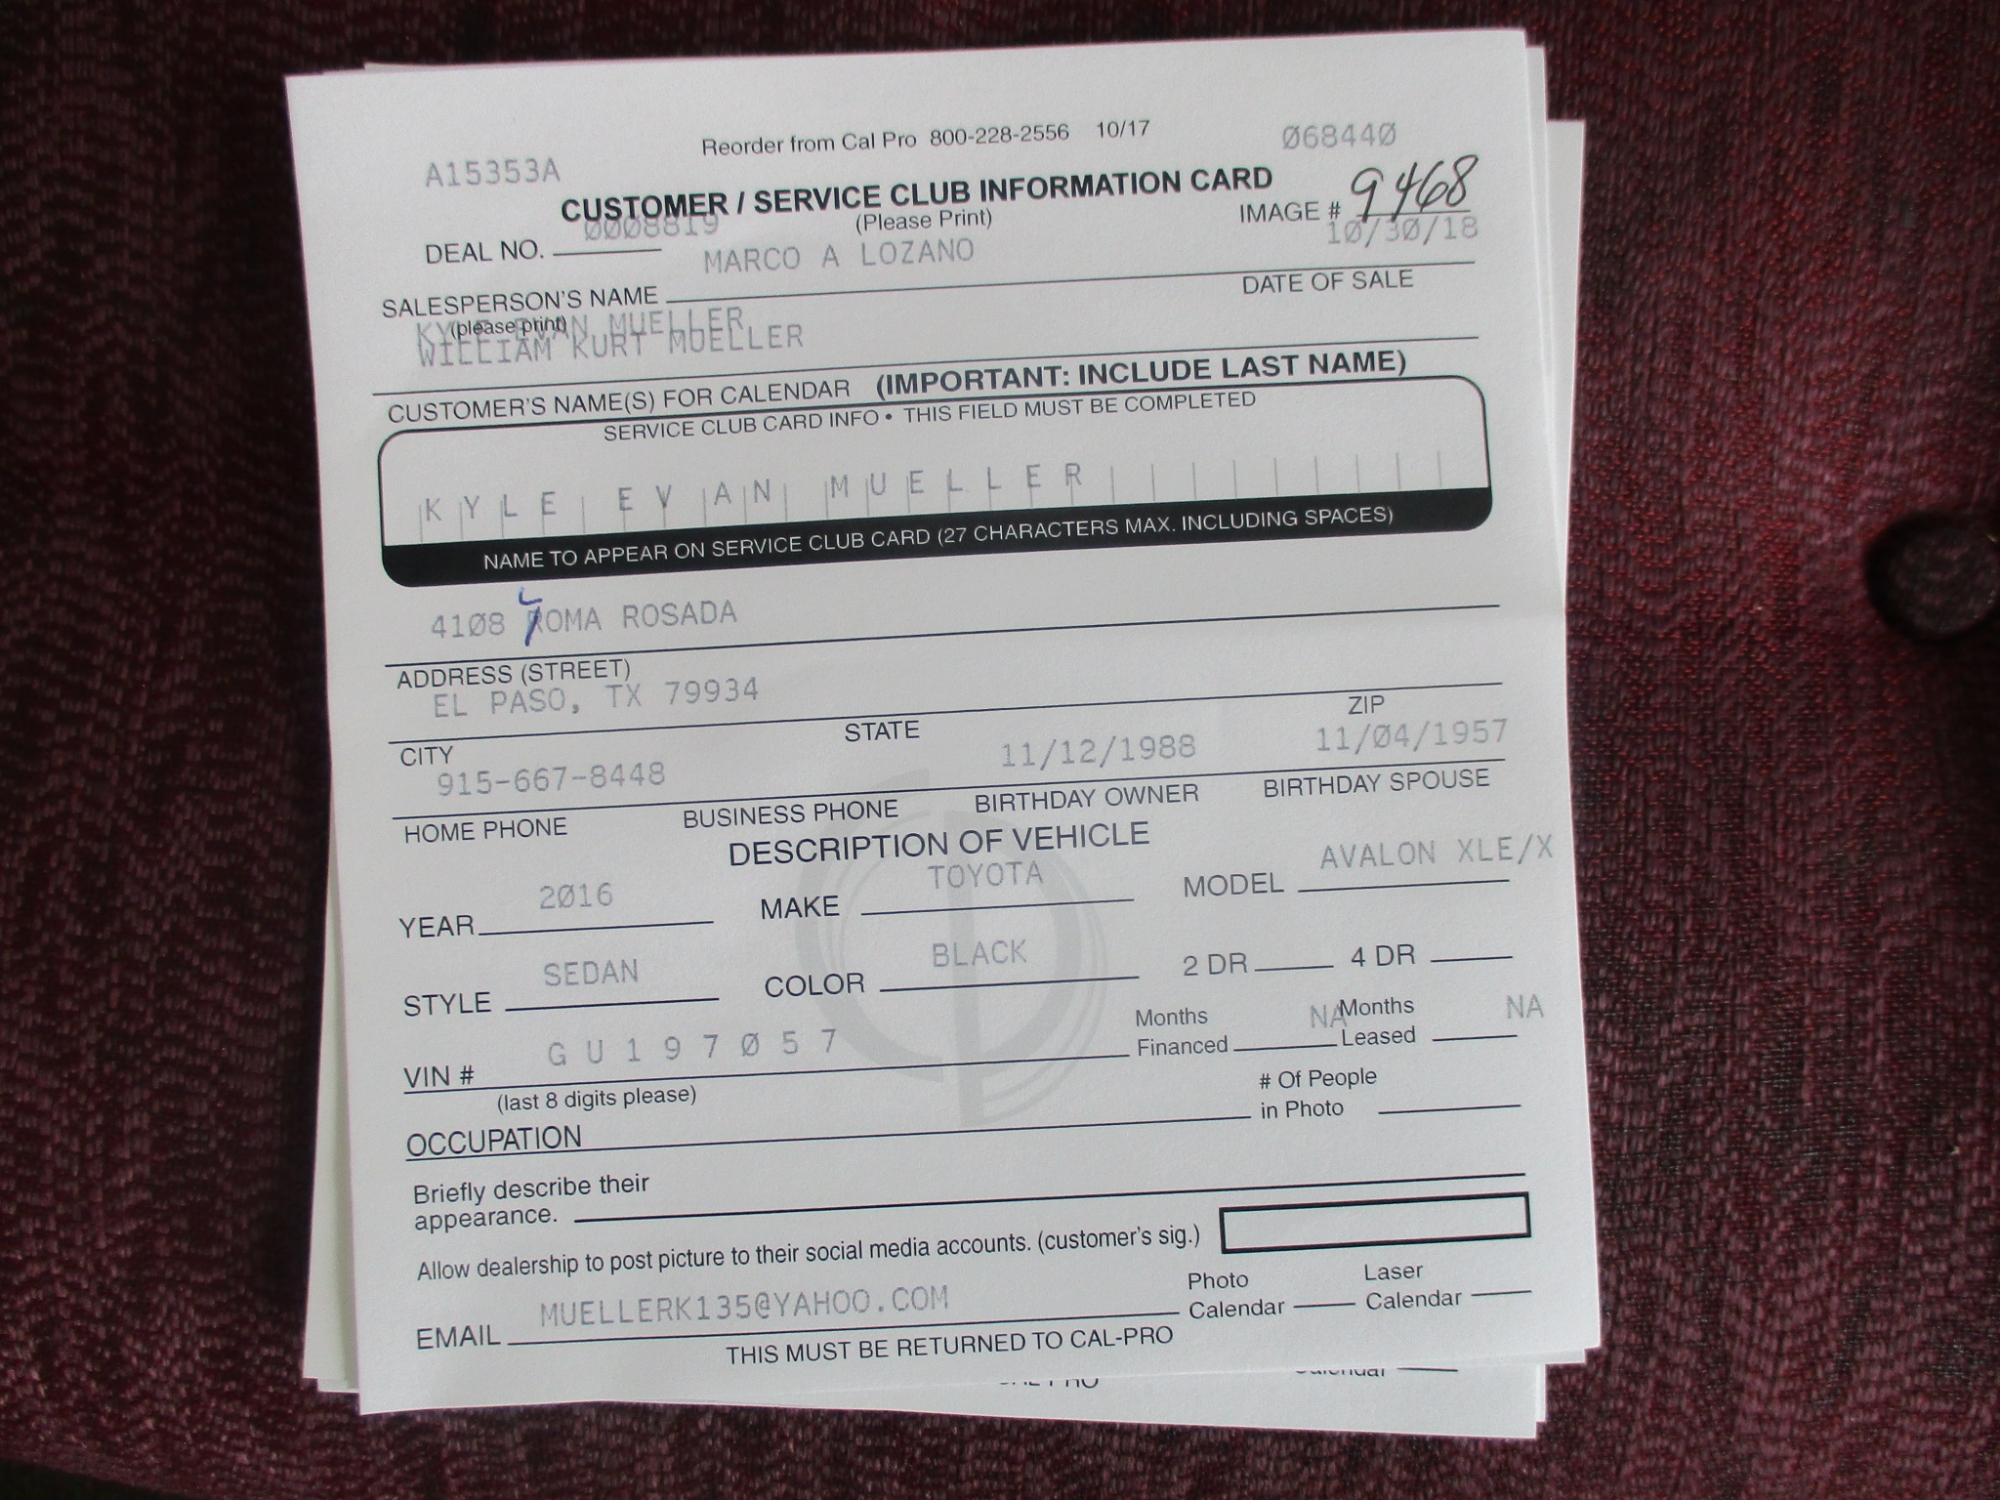 Reorder from Cal Pro 800-228-2556 10/17
A15353A
068440
CUSTOMER / SERVICE CLUB INFORMATION CARD
(Please Print)
IMAGE # 9468
DEAL NO. 0008819
10/30/18
MARCO A LOZANO
SALESPERSON'S NAME
DATE OF SALE
(please print)
KYLE EVAN MUELLER
WILLIAM KURT MUELLER
CUSTOMER'S NAME(S) FOR CALENDAR (IMPORTANT: INCLUDE LAST NAME)
SERVICE CLUB CARD INFO • THIS FIELD MUST BE COMPLETED
KYLE EVAN MUELLER
NAME TO APPEAR ON SERVICE CLUB CARD (27 CHARACTERS MAX. INCLUDING SPACES)
L
4108 ROMA ROSADA
ADDRESS (STREET)
EL PASO, TX 79934
CITY STATE ZIP
915-667-8448 11/12/1988 11/04/1957
HOME PHONE BUSINESS PHONE BIRTHDAY OWNER BIRTHDAY SPOUSE
DESCRIPTION OF VEHICLE
YEAR 2016 MAKE TOYOTA MODEL AVALON XLE/X
STYLE SEDAN COLOR BLACK 2 DR 4 DR
VIN # GU197057 Months Financed NA Months Leased NA
(last 8 digits please)
OCCUPATION # Of People in Photo
Briefly describe their
appearance.
Allow dealership to post picture to their social media accounts. (customer's sig.)
EMAIL MUELLERK135@YAHOO.COM Photo Calendar Laser Calendar
THIS MUST BE RETURNED TO CAL-PRO